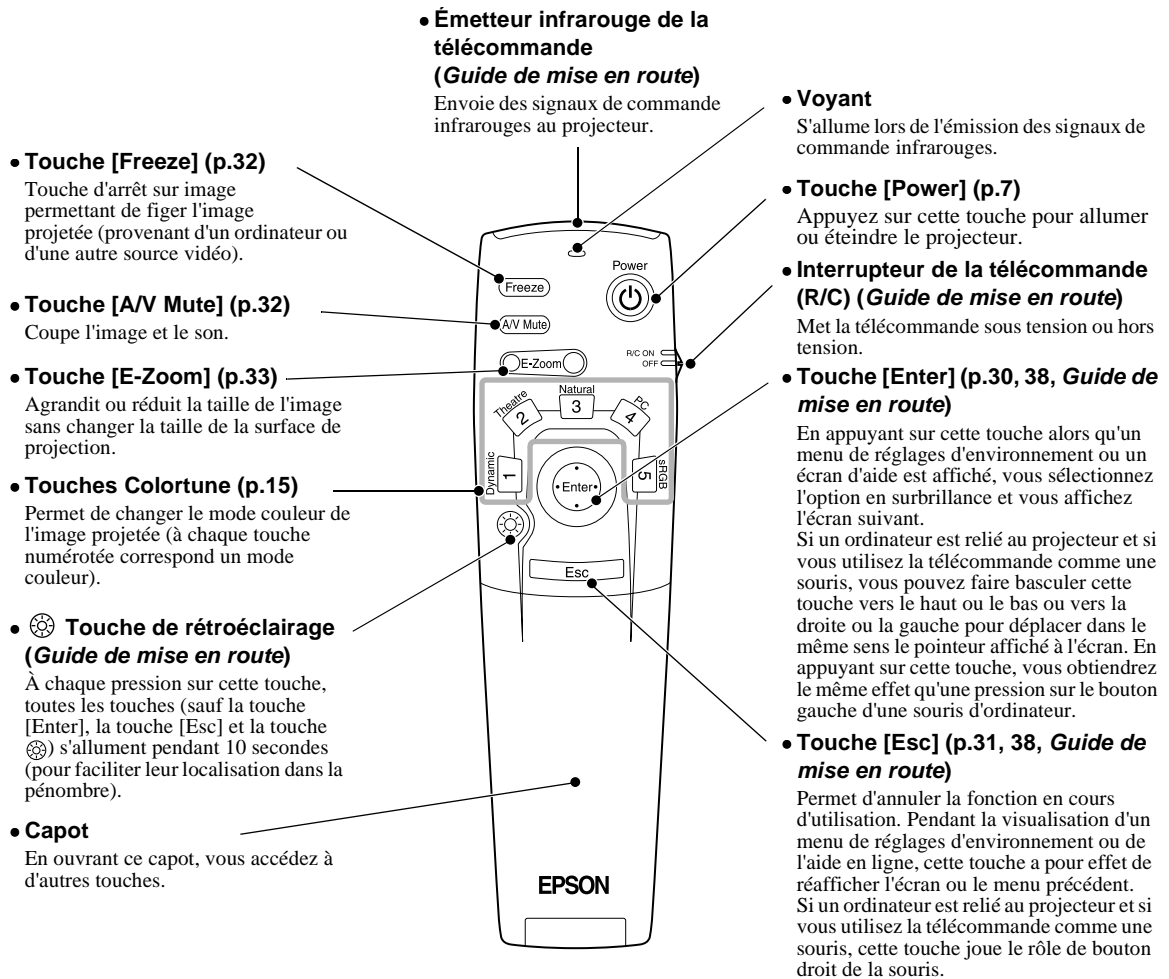 • Émetteur infrarouge de la
télécommande
(Guide de mise en route)
Envoie des signaux de commande
infrarouges au projecteur.
• Touche [Freeze] (p.32)
Touche d'arrêt sur image
permettant de figer l'image
projetée (provenant d'un ordinateur ou
d'une autre source vidéo).
• Touche [A/V Mute] (p.32)
Coupe l'image et le son.
• Touche [E-Zoom] (p.33)
Agrandit ou réduit la taille de l'image
sans changer la taille de la surface de
projection.
• Touches Colortune (p.15)
Permet de changer le mode couleur de
l'image projetée (à chaque touche
numérotée correspond un mode
couleur).
• Touche de rétroéclairage
(Guide de mise en route)
À chaque pression sur cette touche,
toutes les touches (sauf la touche
[Enter], la touche [Esc] et la touche
) s'allument pendant 10 secondes
(pour faciliter leur localisation dans la
pénombre).
• Capot
En ouvrant ce capot, vous accédez à
d'autres touches.
Power
Freeze
A/V Mute
R/C ON
OFF
E-Zoom
Dynamic
1
Theatre
2
Natural
3
PC
4
sRGB
5
Enter
Esc
EPSON
• Voyant
S'allume lors de l'émission des signaux de
commande infrarouges.
• Touche [Power] (p.7)
Appuyez sur cette touche pour allumer
ou éteindre le projecteur.
• Interrupteur de la télécommande
(R/C) (Guide de mise en route)
Met la télécommande sous tension ou hors
tension.
• Touche [Enter] (p.30, 38, Guide de
mise en route)
En appuyant sur cette touche alors qu'un
menu de réglages d'environnement ou un
écran d'aide est affiché, vous sélectionnez
l'option en surbrillance et vous affichez
l'écran suivant.
Si un ordinateur est relié au projecteur et si
vous utilisez la télécommande comme une
souris, vous pouvez faire basculer cette
touche vers le haut ou le bas ou vers la
droite ou la gauche pour déplacer dans le
même sens le pointeur affiché à l'écran. En
appuyant sur cette touche, vous obtiendrez
le même effet qu'une pression sur le bouton
gauche d'une souris d'ordinateur.
• Touche [Esc] (p.31, 38, Guide de
mise en route)
Permet d'annuler la fonction en cours
d'utilisation. Pendant la visualisation d'un
menu de réglages d'environnement ou de
l'aide en ligne, cette touche a pour effet de
réafficher l'écran ou le menu précédent.
Si un ordinateur est relié au projecteur et si
vous utilisez la télécommande comme une
souris, cette touche joue le rôle de bouton
droit de la souris.